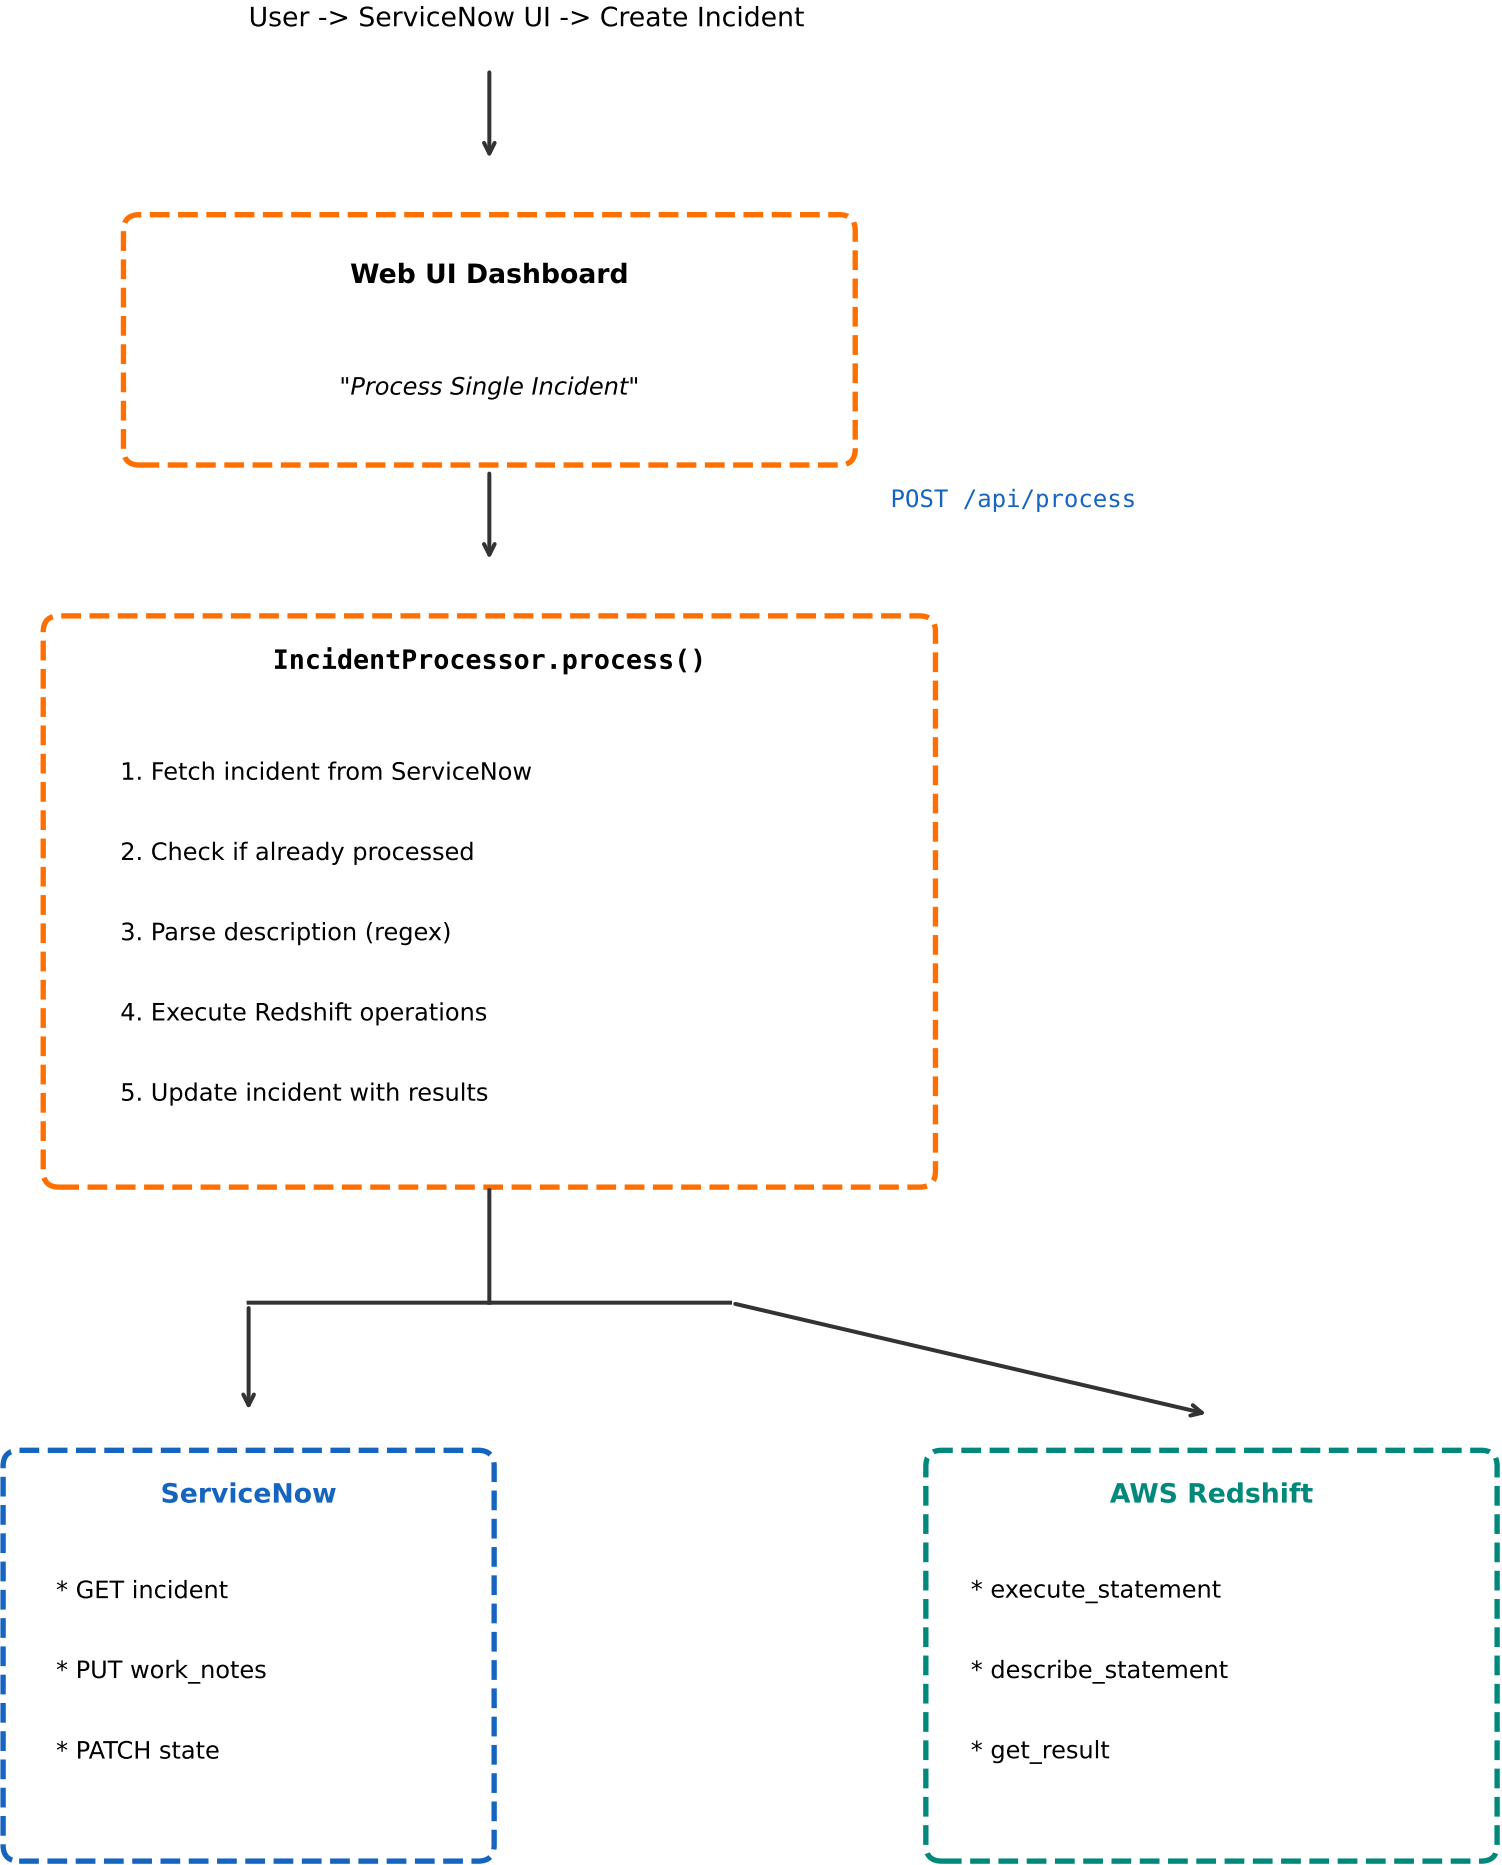 User -> ServiceNow UI -> Create Incident
Web UI Dashboard
"Process Single Incident"
POST /api/process
IncidentProcessor.process()
1. Fetch incident from ServiceNow
2. Check if already processed
3. Parse description (regex)
4. Execute Redshift operations
5. Update incident with results
ServiceNow
* GET incident
* PUT work_notes
* PATCH state
AWS Redshift
* execute_statement
* describe_statement
* get_result